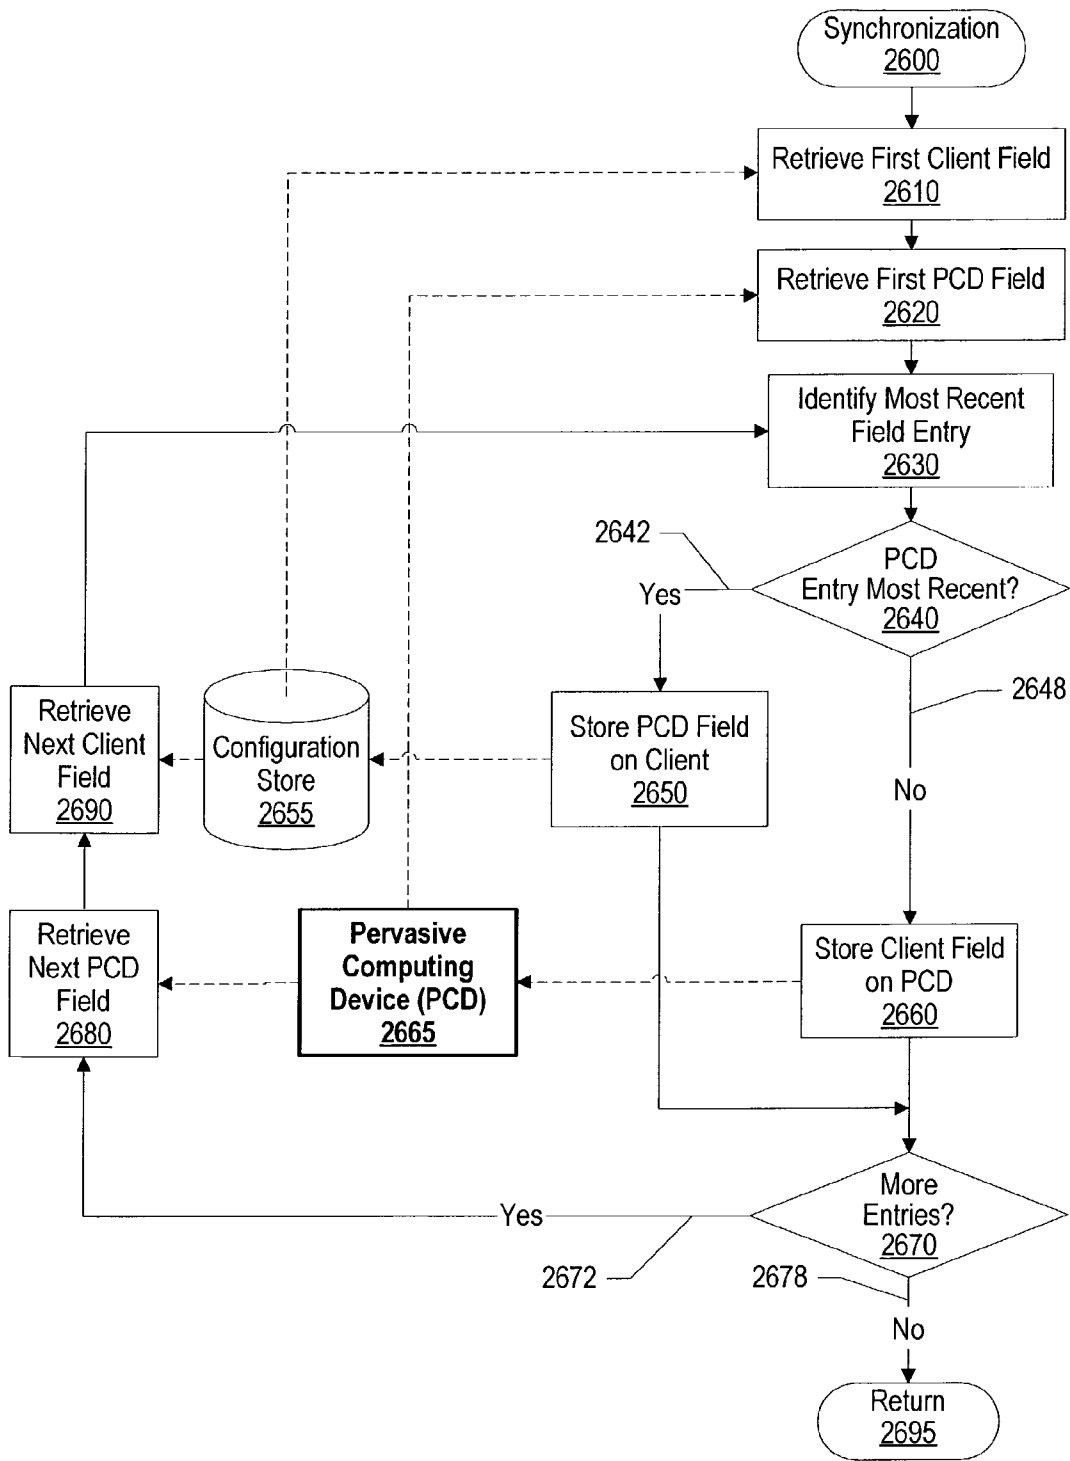 Synchronization
2600
Retrieve First Client Field
2610
Retrieve First PCD Field
2620
Identify Most Recent
Field Entry
2630
2642
PCD
Entry Most Recent?
2640
Yes
2648
Retrieve
Next Client
Field
2690
Configuration
Store
2655
Store PCD Field
on Client
2650
No
Retrieve
Next PCD
Field
2680
Pervasive
Computing
Device (PCD)
2665
Store Client Field
on PCD
2660
More
Entries?
2670
Yes
2672
2678
No
Return
2695